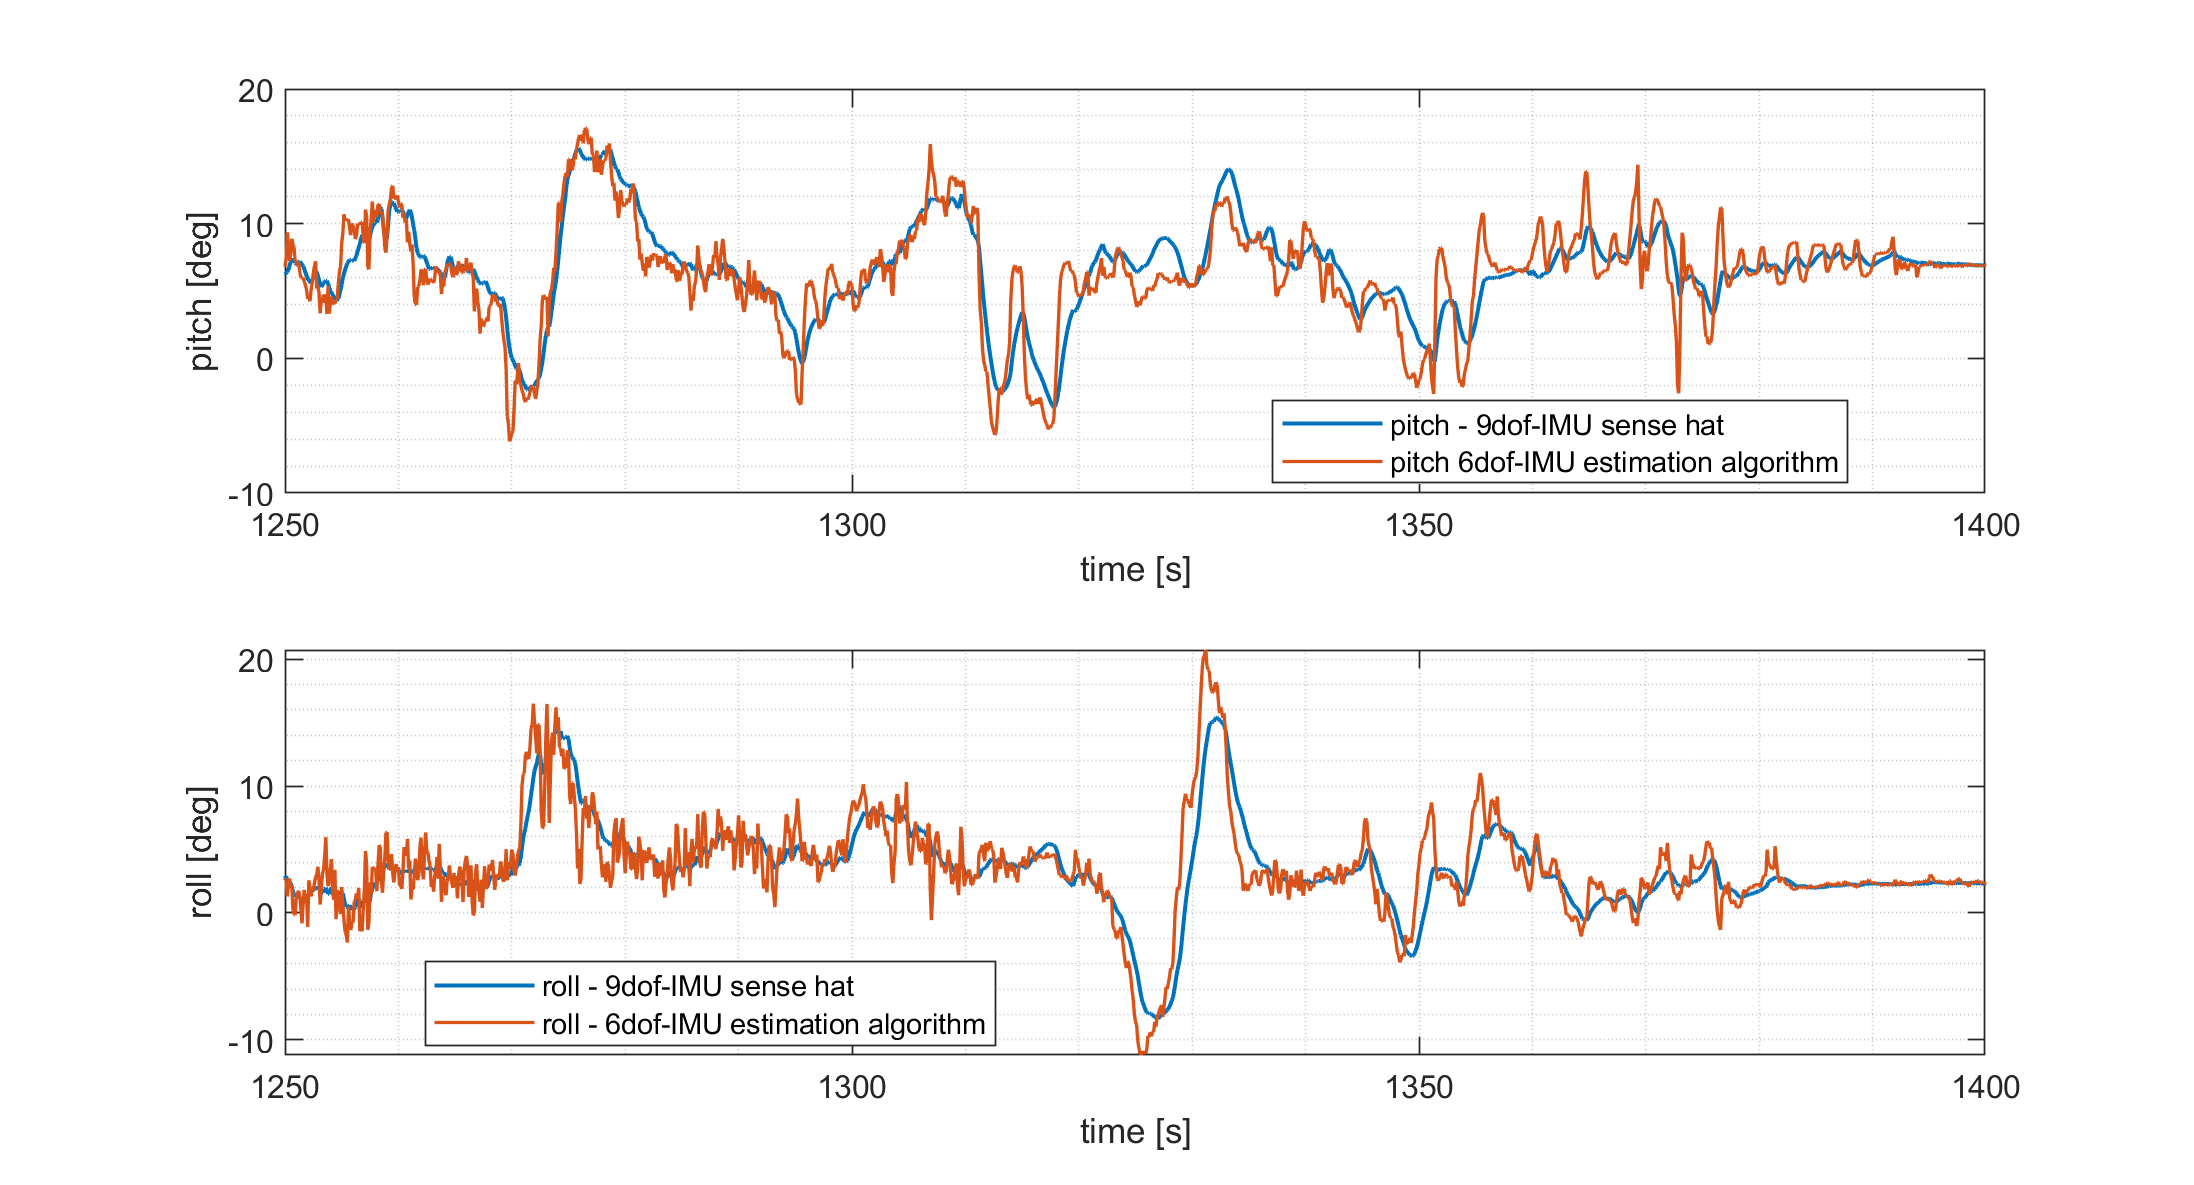 20
10
0
-10
pitch [deg]
pitch - 9dof-IMU sense hat
pitch 6dof-IMU estimation algorithm
1250 1300 1350 1400
time [s]
20
10
0
-10
roll [deg]
roll - 9dof-IMU sense hat
roll - 6dof-IMU estimation algorithm
1250 1300 1350 1400
time [s]